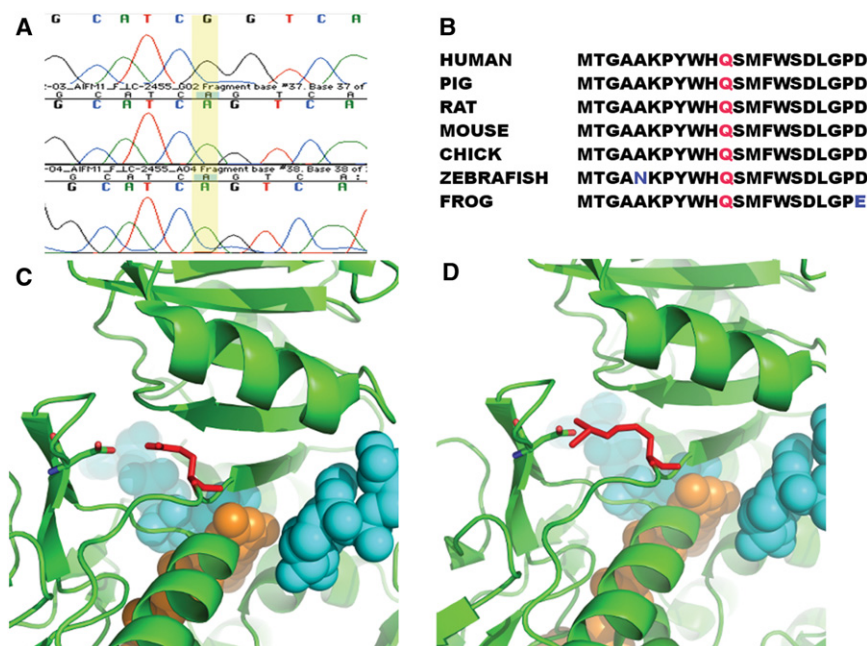 A
G C A T C G G T C A
2-03_AIFM1_F_LC-2455_G02 Fragment base #37. Base 37 of
G C A T C A G T C A
G C A T C A G T C A
-04_AIFM1_F_LC-2455_A04 Fragment base #38. Base 38 of
G C A T C A G T C A
G C A T C A G T C A
B
HUMAN MTGAAKPYWHQSMFWSDLGPD
PIG MTGAAKPYWHQSMFWSDLGPD
RAT MTGAAKPYWHQSMFWSDLGPD
MOUSE MTGAAKPYWHQSMFWSDLGPD
CHICK MTGAAKPYWHQSMFWSDLGPD
ZEBRAFISH MTGANKPYWHQSMFWSDLGPD
FROG MTGAAKPYWHQSMFWSDLGPE
C
D